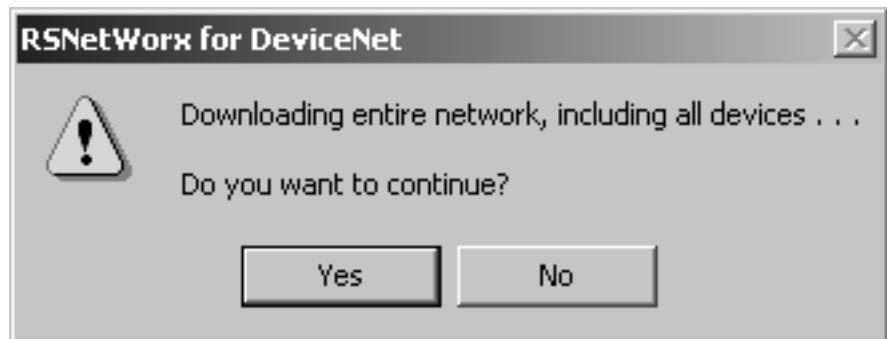 RSNetWorx for DeviceNet
Downloading entire network, including all devices . . .
Do you want to continue?
Yes
No